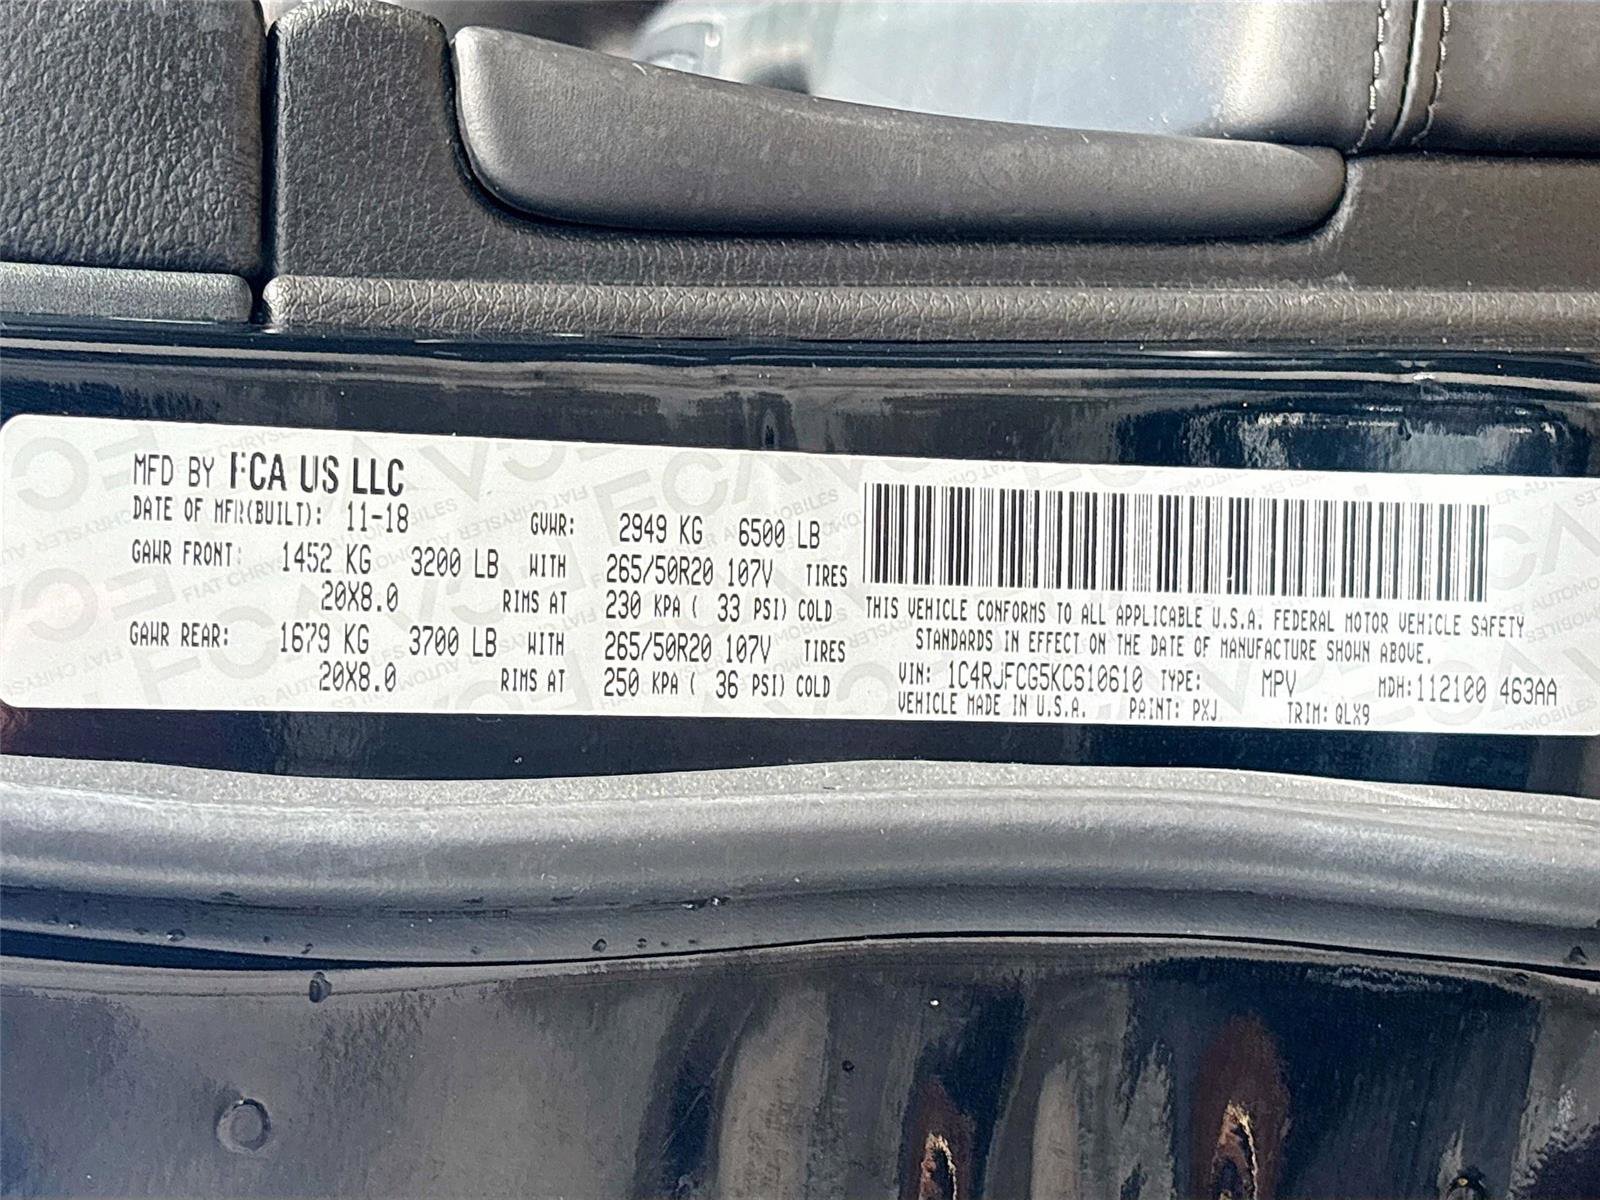 MFD BY FCA US LLC
DATE OF MFR(BUILT): 11-18 GVWR: 2949 KG 6500 LB
GAWR FRONT: 1452 KG 3200 LB WITH 265/50R20 107V TIRES
20X8.0 RIMS AT 230 KPA ( 33 PSI) COLD
GAWR REAR: 1679 KG 3700 LB WITH 265/50R20 107V TIRES
20X8.0 RIMS AT 250 KPA ( 36 PSI) COLD
THIS VEHICLE CONFORMS TO ALL APPLICABLE U.S.A. FEDERAL MOTOR VEHICLE SAFETY
STANDARDS IN EFFECT ON THE DATE OF MANUFACTURE SHOWN ABOVE.
VIN: 1C4RJFCG5KC610610 TYPE: MPV MDH: 112100 463AA
VEHICLE MADE IN U.S.A. PAINT: PXJ TRIM: QLX9